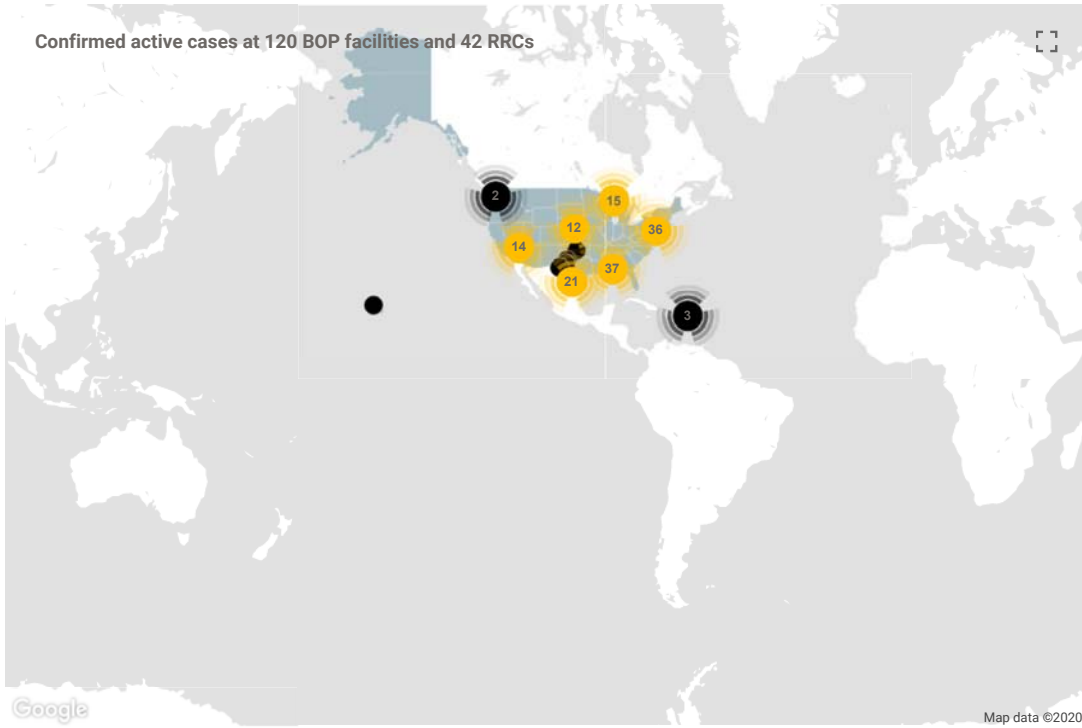 Confirmed active cases at 120 BOP facilities and 42 RRCs
2
15
12
36
14
37
21
3
Google
Map data ©2020